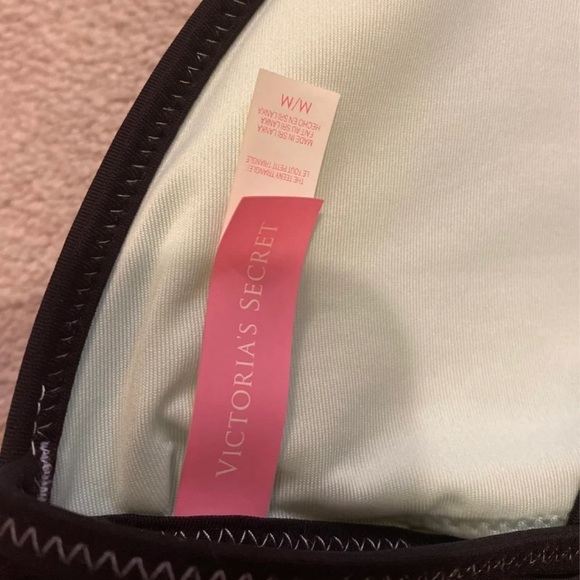 M/M
HECHO EN SRI LANKA
FAIT AU SRI LANKA
MADE IN SRI LANKA
LE TOUT PETIT TRIANGLE
THE TEENY TRIANGLE
VICTORIA'S SECRET